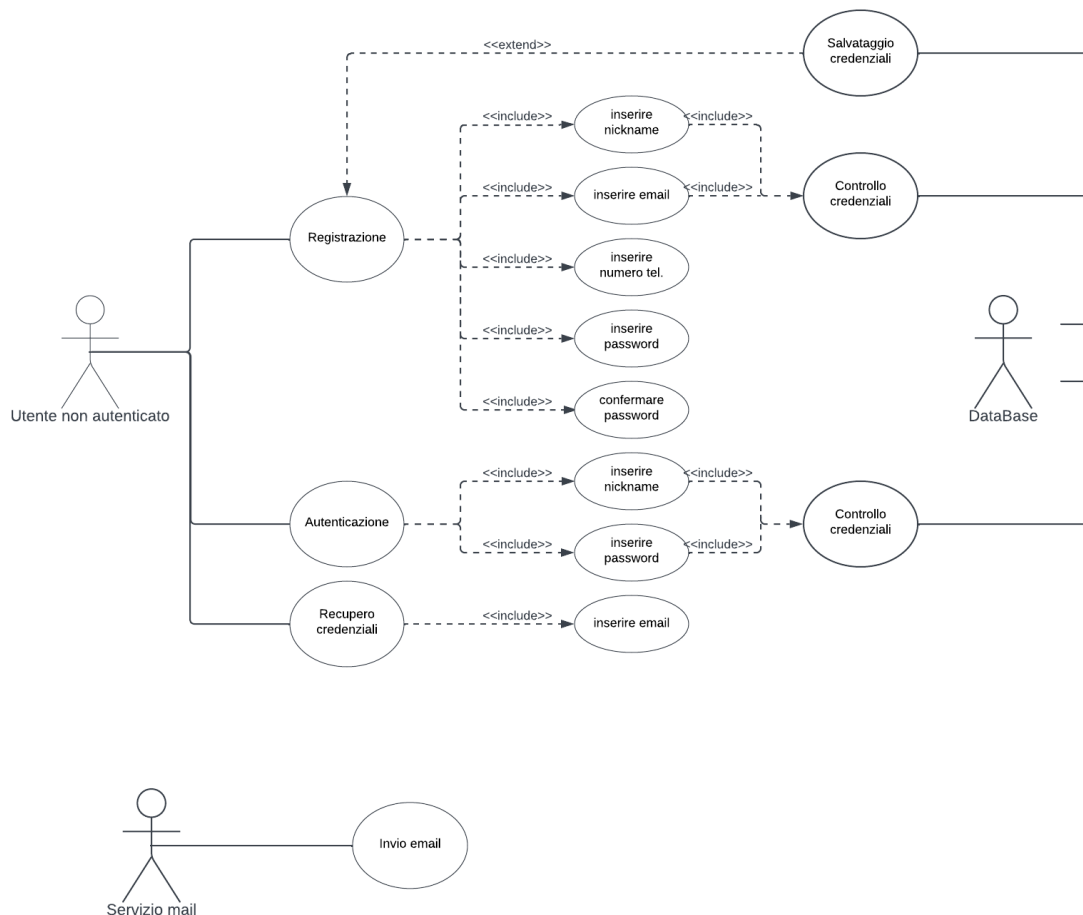 <<extend>>
Salvataggio
credenziali
<<include>>
inserire
nickname
<<include>>
<<include>>
inserire email
<<include>>
Controllo
credenziali
Registrazione
<<include>>
inserire
numero tel.
<<include>>
inserire
password
Utente non autenticato
<<include>>
confermare
password
DataBase
<<include>>
inserire
nickname
<<include>>
Autenticazione
Controllo
credenziali
<<include>>
inserire
password
<<include>>
Recupero
credenziali
<<include>>
inserire email
Invio email
Servizio mail